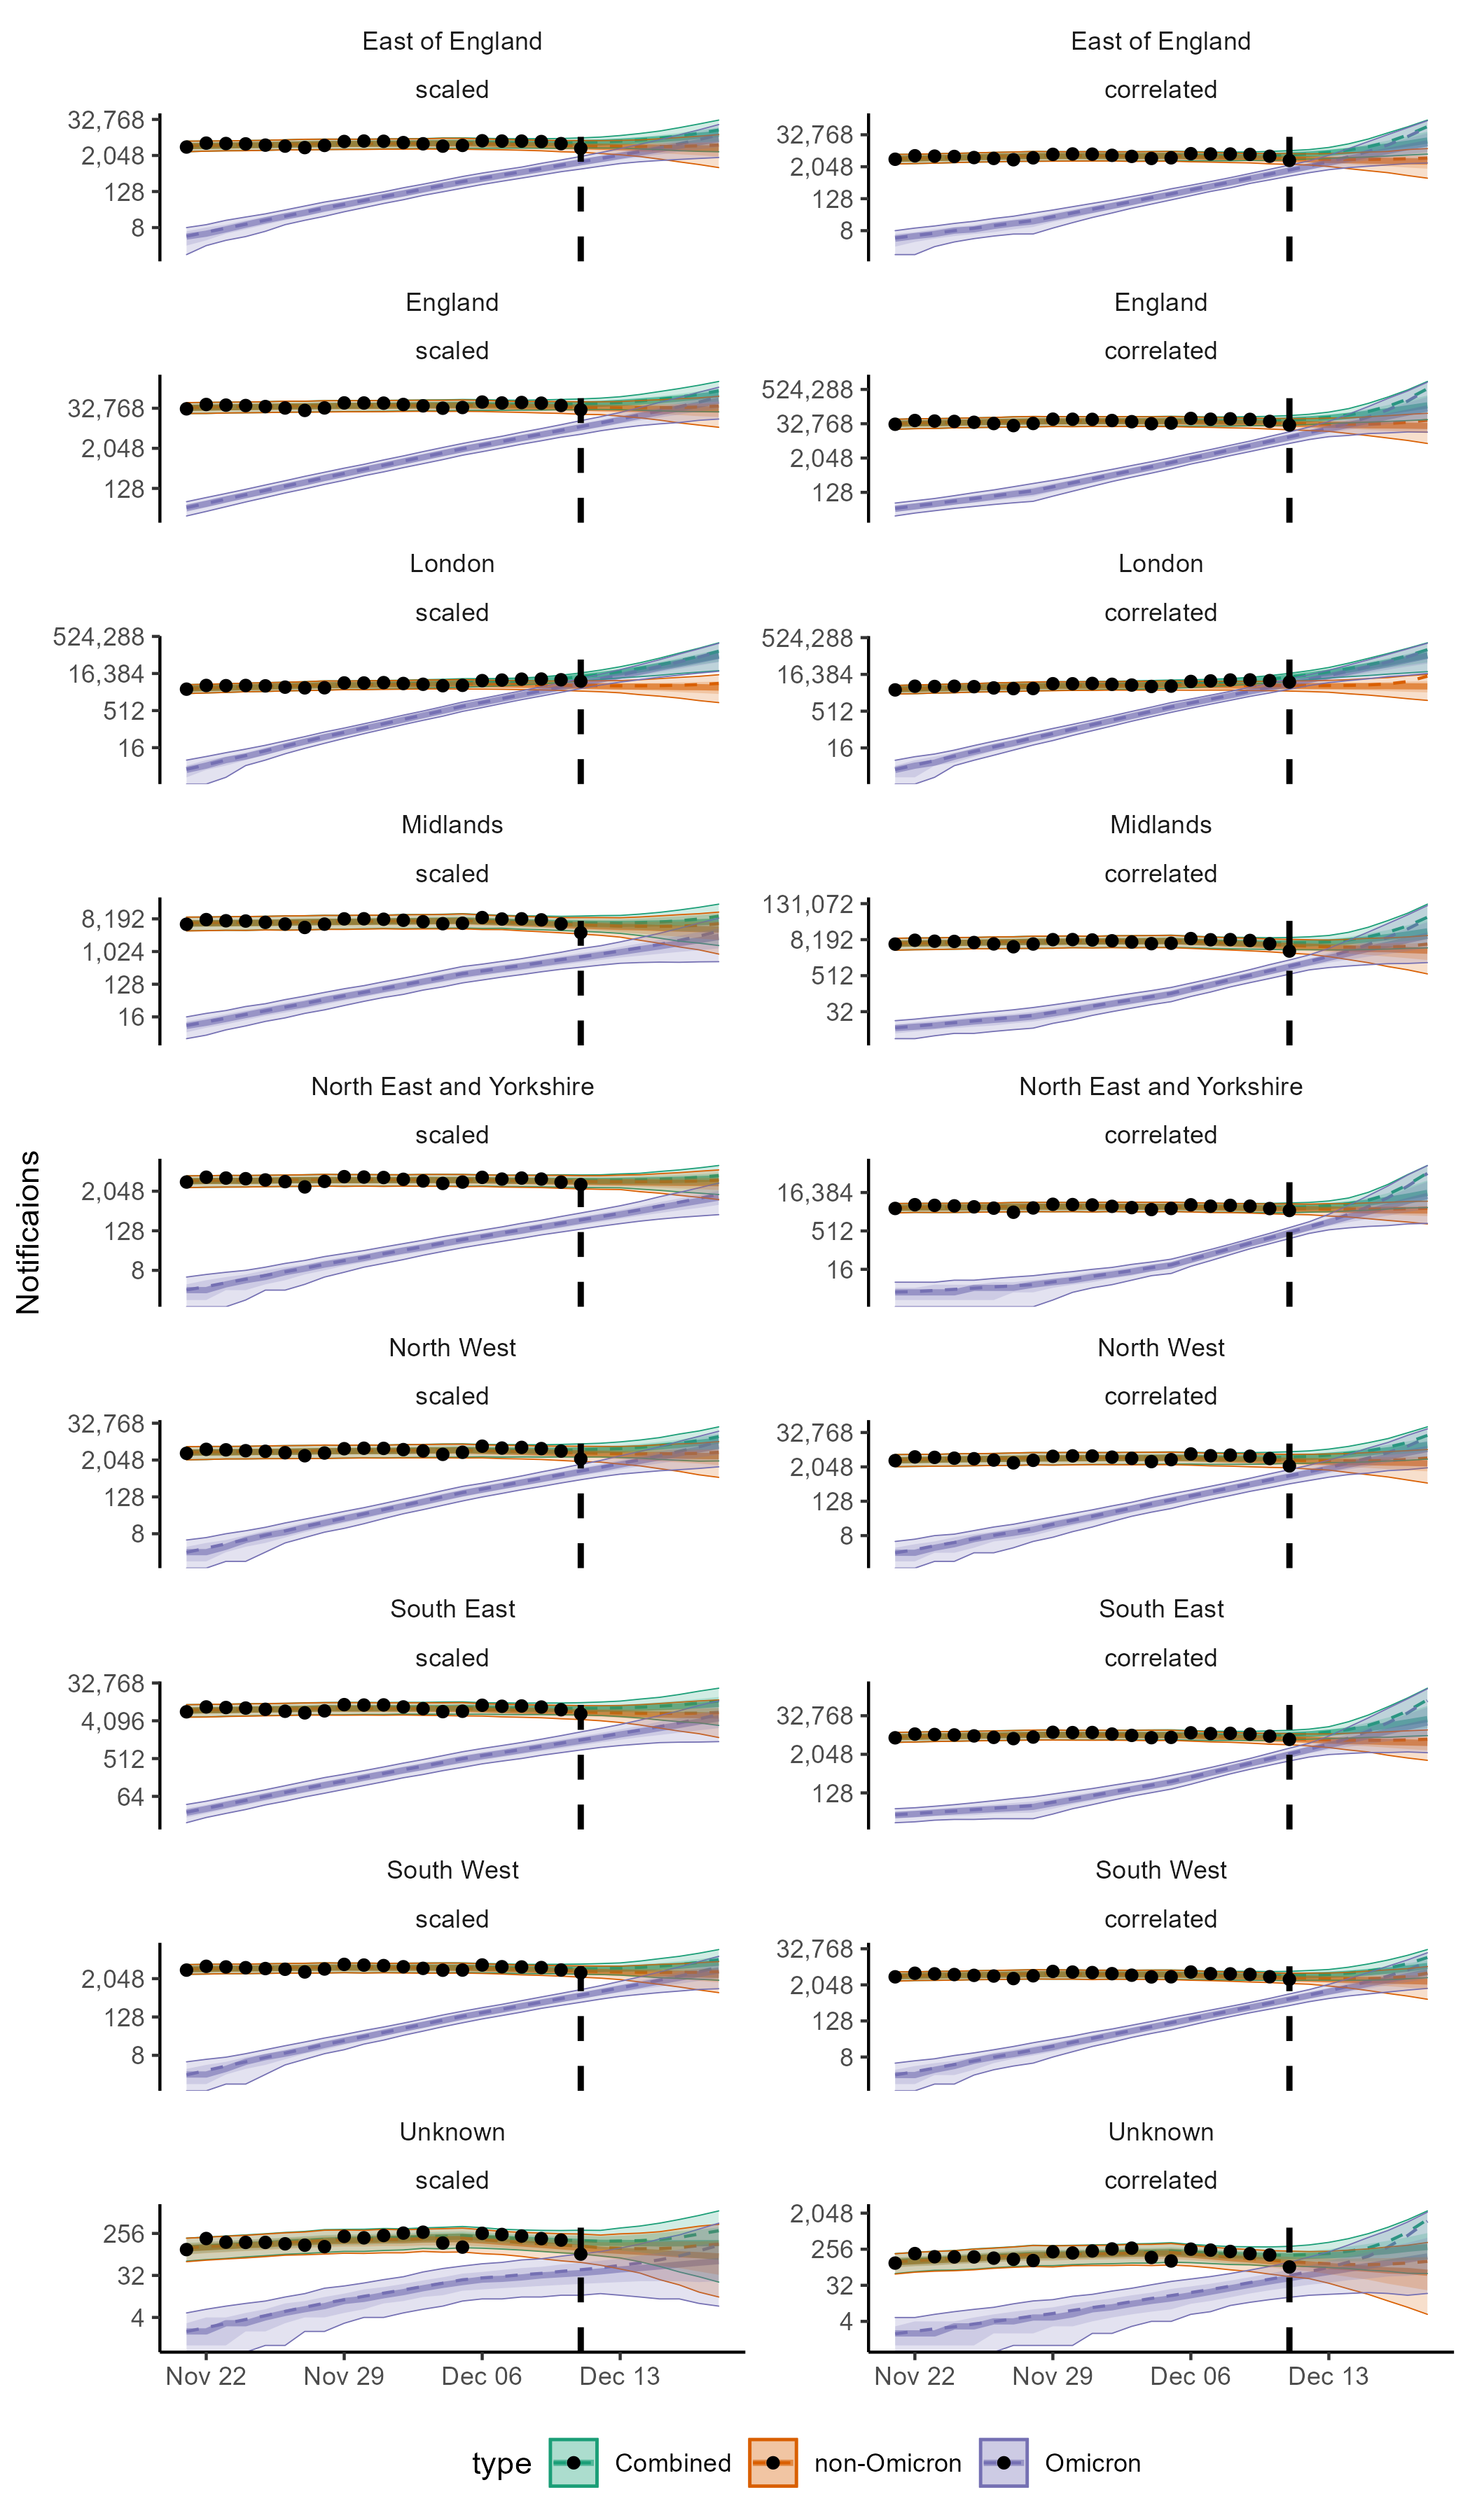 East of England
scaled
32,768
2,048
128
8
East of England
correlated
32,768
2,048
128
8
England
scaled
32,768
2,048
128
England
correlated
524,288
32,768
2,048
128
London
scaled
524,288
16,384
512
16
London
correlated
524,288
16,384
512
16
Midlands
scaled
8,192
1,024
128
16
Midlands
correlated
131,072
8,192
512
32
North East and Yorkshire
scaled
2,048
128
8
North East and Yorkshire
correlated
16,384
512
16
North West
scaled
32,768
2,048
128
8
North West
correlated
32,768
2,048
128
8
South East
scaled
32,768
4,096
512
64
South East
correlated
32,768
2,048
128
South West
scaled
2,048
128
8
South West
correlated
32,768
2,048
128
8
Unknown
scaled
256
32
4
Unknown
correlated
2,048
256
32
4
Nov 22 Nov 29 Dec 06 Dec 13
Nov 22 Nov 29 Dec 06 Dec 13
Notificaions
type Combined non-Omicron Omicron